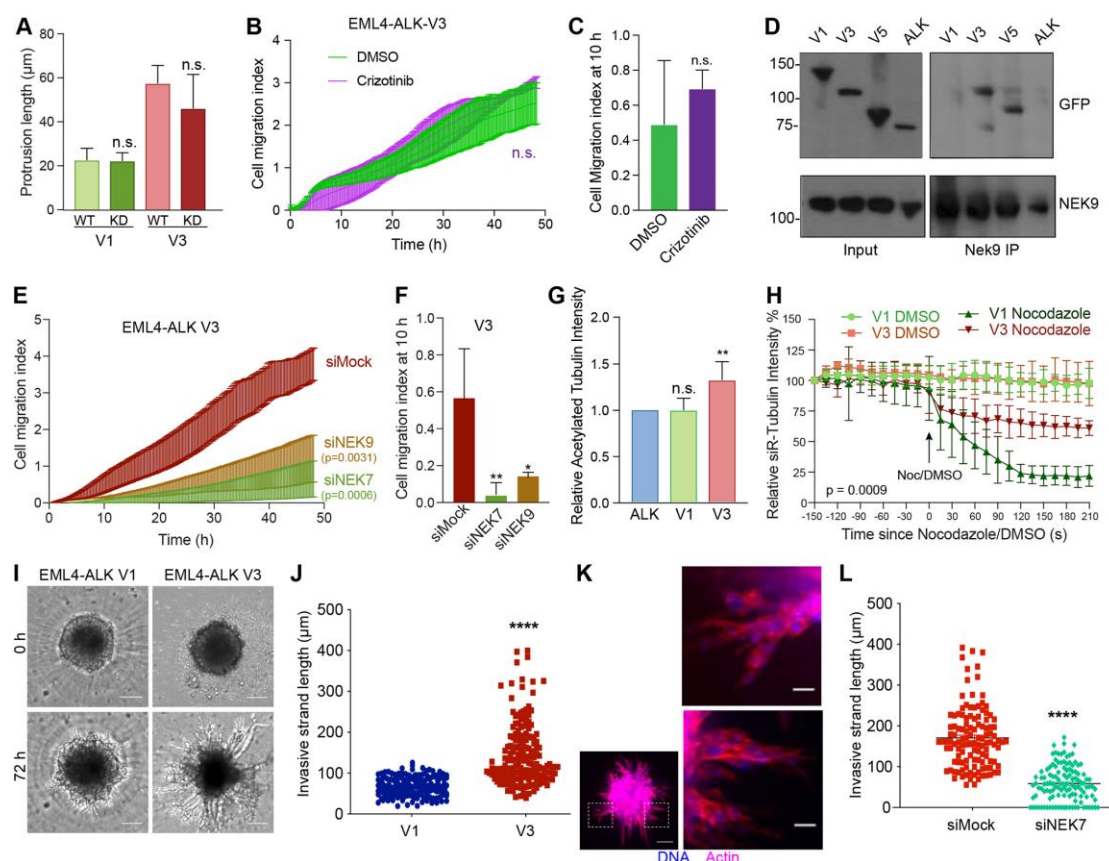 A
Protrusion length (µm)
80
60
40
20
0
n.s.
n.s.
WT KD WT KD
V1 V3
B
EML4-ALK-V3
DMSO
Crizotinib
Cell migration index
4
3
2
1
0
n.s.
0 10 20 30 40 50
Time (h)
C
Cell Migration index at 10 h
1.0
0.8
0.6
0.4
0.2
0
n.s.
DMSO
Crizotinib
D
V1 V3 V5 ALK V1 V3 V5 ALK
150
100
75
GFP
100
NEK9
Input Nek9 IP
E
EML4-ALK V3
Cell migration index
5
4
3
2
1
0
siMock
siNEK9
(p=0.0031)
siNEK7
(p=0.0006)
0 10 20 30 40 50
Time (h)
F
V3
Cell migration index at 10 h
1.0
0.8
0.6
0.4
0.2
0.0
** *
siMock
siNEK7
siNEK9
G
Relative Acetylated Tubulin Intensity
2.0
1.5
1.0
0.5
0.0
n.s.
**
ALK V1 V3
H
V1 DMSO V1 Nocodazole
V3 DMSO V3 Nocodazole
Relative siR-Tubulin Intensity %
150
125
100
75
50
25
0
Noc/DMSO
p = 0.0009
-150 -120 -90 -60 -30 0 30 60 90 120 150 180 210
Time since Nocodazole/DMSO (s)
I
EML4-ALK V1 EML4-ALK V3
0 h
72 h
J
Invasive strand length (µm)
500
400
300
200
100
0
****
V1 V3
K
DNA Actin
L
Invasive strand length (µm)
500
400
300
200
100
0
****
siMock siNEK7